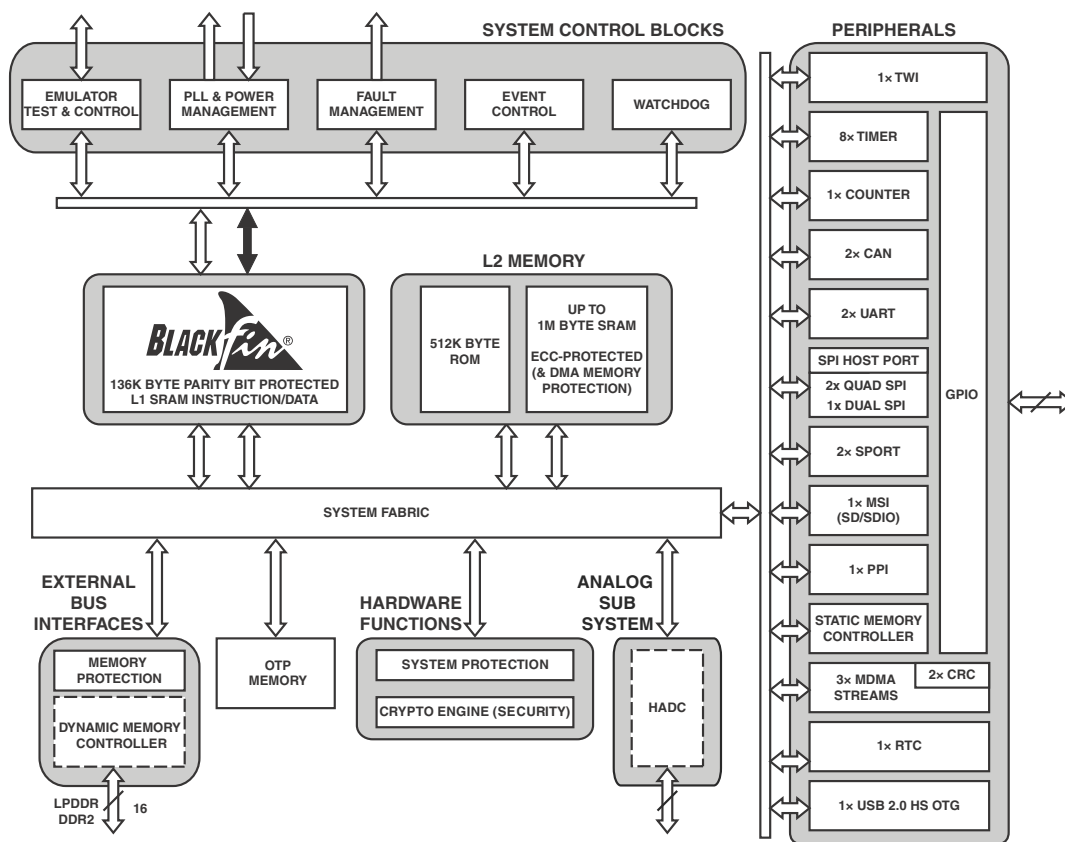 SYSTEM CONTROL BLOCKS
EMULATOR
TEST & CONTROL
PLL & POWER
MANAGEMENT
FAULT
MANAGEMENT
EVENT
CONTROL
WATCHDOG
BLACKfin®
136K BYTE PARITY BIT PROTECTED
L1 SRAM INSTRUCTION/DATA
L2 MEMORY
512K BYTE
ROM
UP TO
1M BYTE SRAM
ECC-PROTECTED
(& DMA MEMORY
PROTECTION)
SYSTEM FABRIC
EXTERNAL
BUS
INTERFACES
MEMORY
PROTECTION
DYNAMIC MEMORY
CONTROLLER
LPDDR
DDR2
16
OTP
MEMORY
HARDWARE
FUNCTIONS
SYSTEM PROTECTION
CRYPTO ENGINE (SECURITY)
ANALOG
SUB
SYSTEM
HADC
PERIPHERALS
1× TWI
8× TIMER
1× COUNTER
2× CAN
2× UART
SPI HOST PORT
2x QUAD SPI
1x DUAL SPI
2× SPORT
1× MSI
(SD/SDIO)
1× PPI
STATIC MEMORY
CONTROLLER
GPIO
3× MDMA
STREAMS
2× CRC
1× RTC
1× USB 2.0 HS OTG